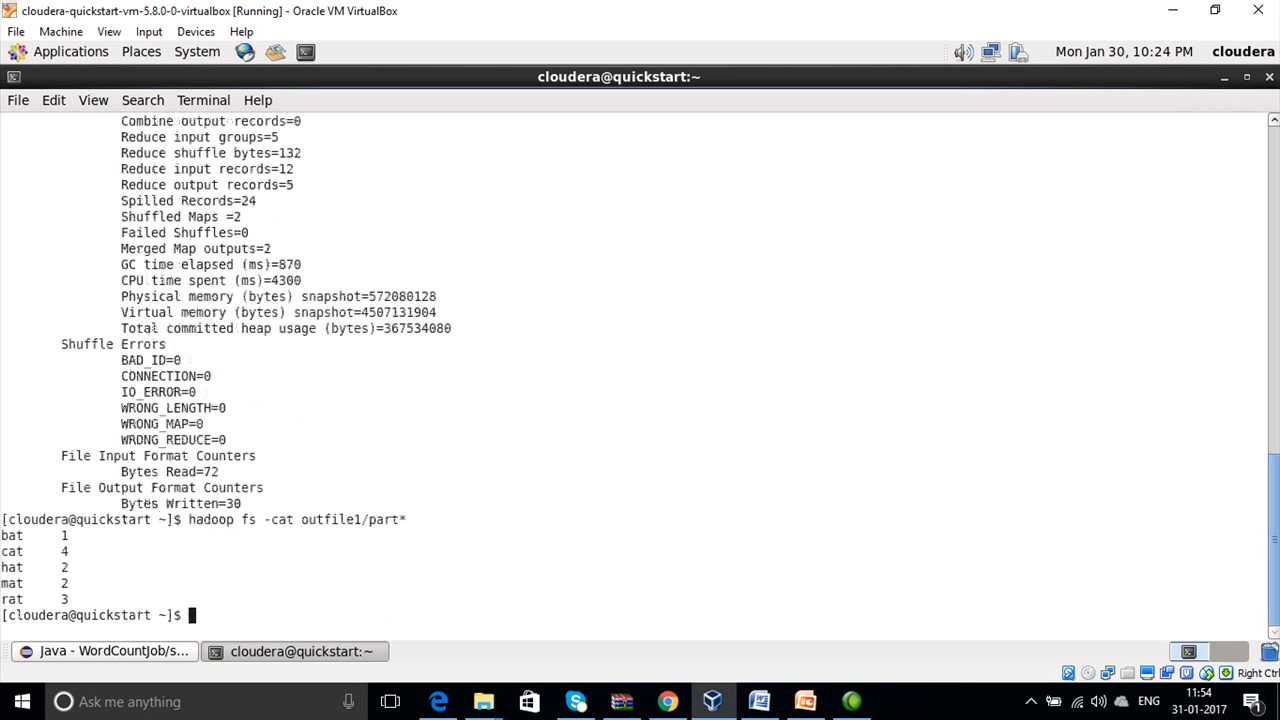 cloudera-quickstart-vm-5.8.0-0-virtualbox [Running] - Oracle VM VirtualBox
File Machine View Input Devices Help
Applications Places System Mon Jan 30, 10:24 PM cloudera
cloudera@quickstart:~
File Edit View Search Terminal Help
Combine output records=0
Reduce input groups=5
Reduce shuffle bytes=132
Reduce input records=12
Reduce output records=5
Spilled Records=24
Shuffled Maps =2
Failed Shuffles=0
Merged Map outputs=2
GC time elapsed (ms)=870
CPU time spent (ms)=4300
Physical memory (bytes) snapshot=572080128
Virtual memory (bytes) snapshot=4507131904
Total committed heap usage (bytes)=367534080
Shuffle Errors
BAD_ID=0
CONNECTION=0
IO_ERROR=0
WRONG_LENGTH=0
WRONG_MAP=0
WRONG_REDUCE=0
File Input Format Counters
Bytes Read=72
File Output Format Counters
Bytes Written=30
[cloudera@quickstart ~]$ hadoop fs -cat outfile1/part*
bat 1
cat 4
hat 2
mat 2
rat 3
[cloudera@quickstart ~]$
Java - WordCountJob/s... cloudera@quickstart:~
Right Ctrl
Ask me anything ENG 11:54
31-01-2017